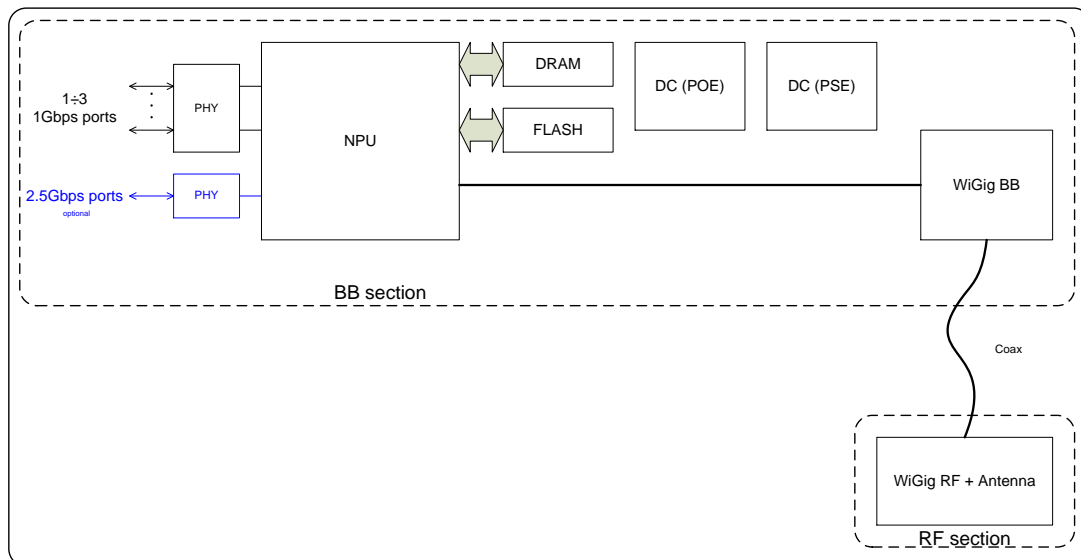 1÷3
1Gbps ports
.
.
.
PHY
2.5Gbps ports
optional
PHY
NPU
DRAM
FLASH
DC (POE)
DC (PSE)
WiGig BB
BB section
Coax
WiGig RF + Antenna
RF section